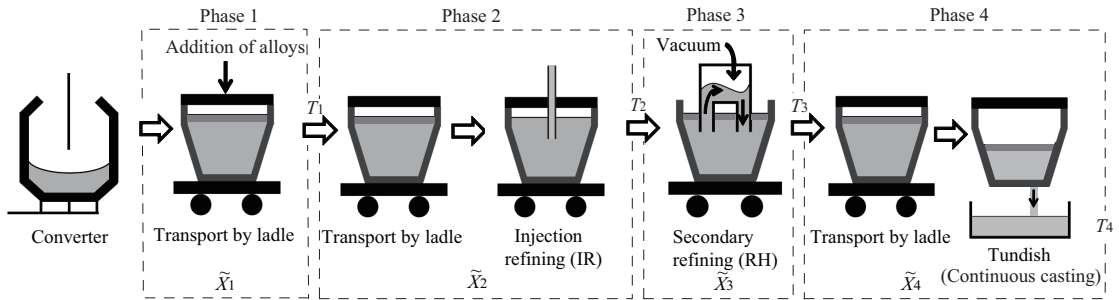 Phase 1
Phase 2
Phase 3
Phase 4
Addition of alloys
Vacuum
T1
T2
T3
T4
Converter
Transport by ladle
Transport by ladle
Injection
refining (IR)
Secondary
refining (RH)
Transport by ladle
Tundish
(Continuous casting)
X̃1
X̃2
X̃3
X̃4